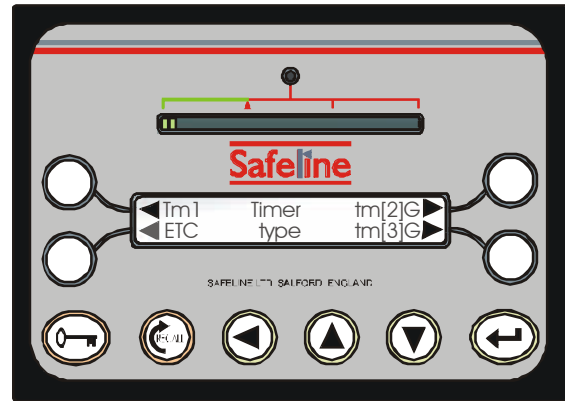 Safeline
Tm1 Timer tm[2]G
ETC type tm[3]G
SAFELINE LTD SALFORD ENGLAND
RECALL